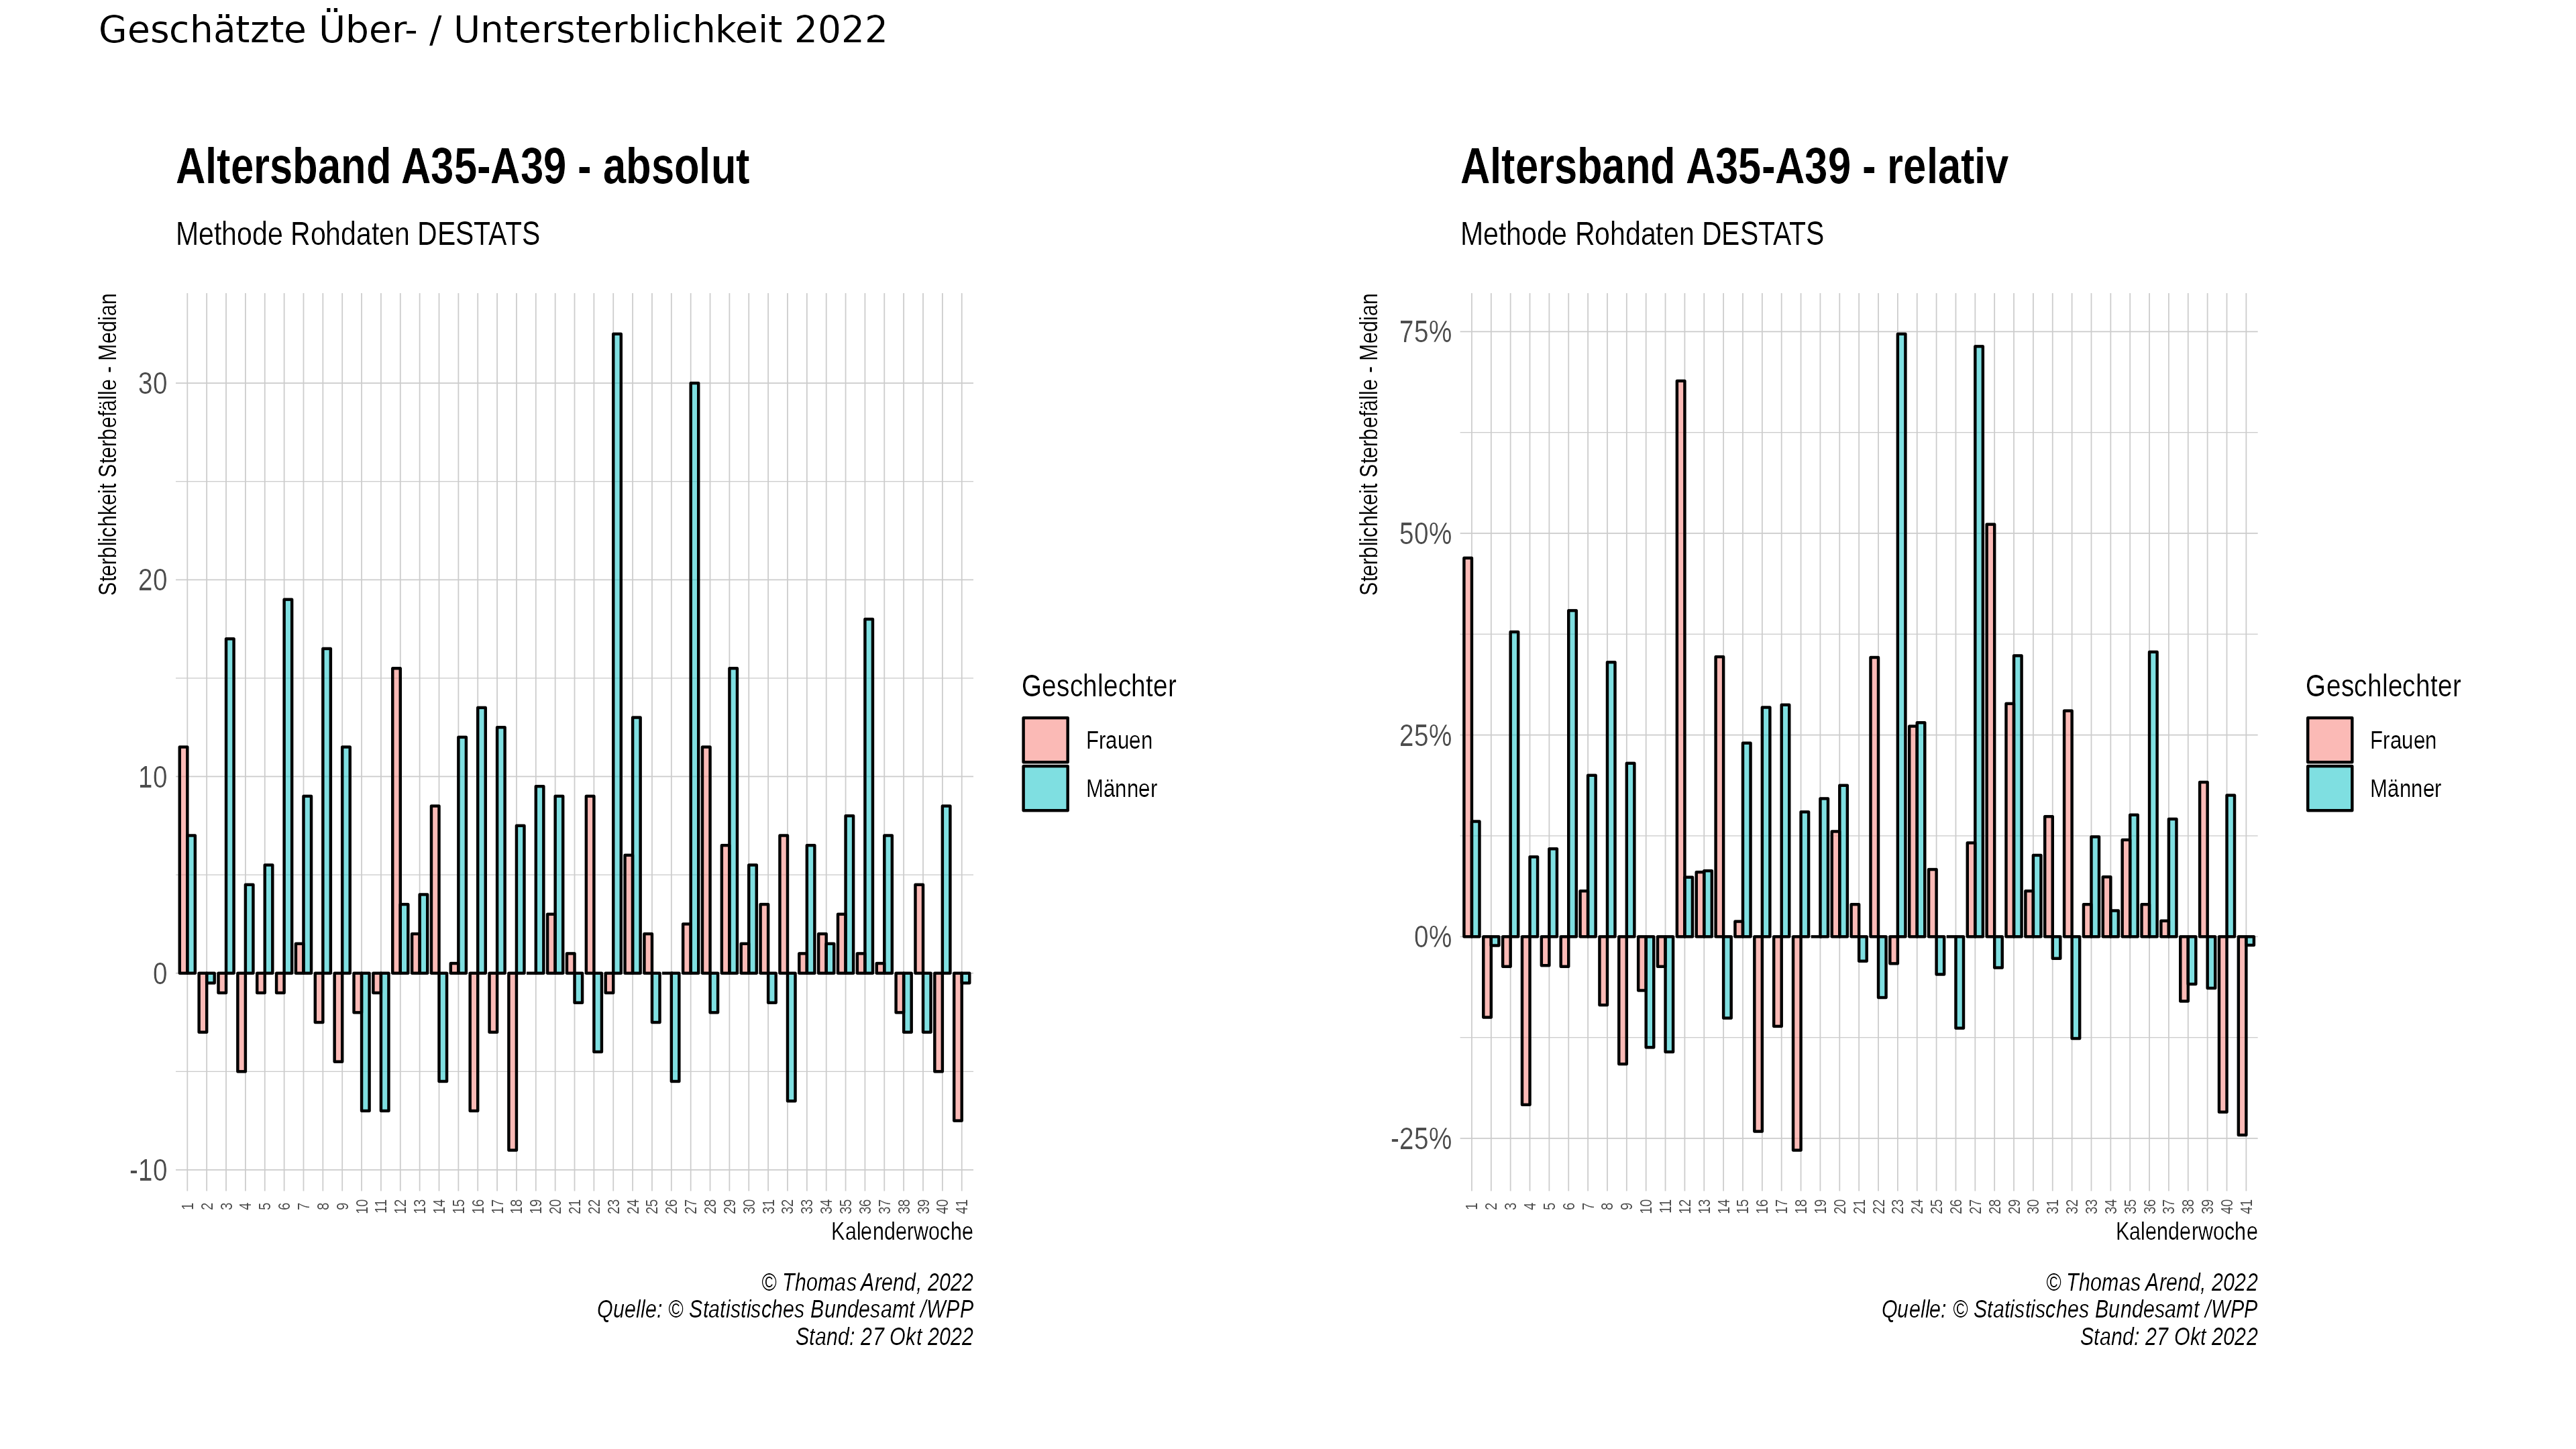 Geschätzte Über- / Untersterblichkeit 2022
Altersband A35-A39 - absolut
Methode Rohdaten DESTATS
Sterblichkeit Sterbefälle - Median
30
20
10
0
-10
1 2 3 4 5 6 7 8 9 10 11 12 13 14 15 16 17 18 19 20 21 22 23 24 25 26 27 28 29 30 31 32 33 34 35 36 37 38 39 40 41
Kalenderwoche
Geschlechter
Frauen
Männer
© Thomas Arend, 2022
Quelle: © Statistisches Bundesamt /WPP
Stand: 27 Okt 2022
Altersband A35-A39 - relativ
Methode Rohdaten DESTATS
Sterblichkeit Sterbefälle - Median
75%
50%
25%
0%
-25%
1 2 3 4 5 6 7 8 9 10 11 12 13 14 15 16 17 18 19 20 21 22 23 24 25 26 27 28 29 30 31 32 33 34 35 36 37 38 39 40 41
Kalenderwoche
Geschlechter
Frauen
Männer
© Thomas Arend, 2022
Quelle: © Statistisches Bundesamt /WPP
Stand: 27 Okt 2022